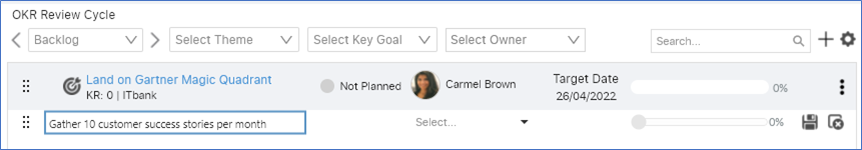 OKR Review Cycle
Backlog Select Theme Select Key Goal Select Owner Search...
Land on Gartner Magic Quadrant Not Planned Carmel Brown Target Date 0%
KR: 0 | ITbank 26/04/2022
Gather 10 customer success stories per month Select... 0%